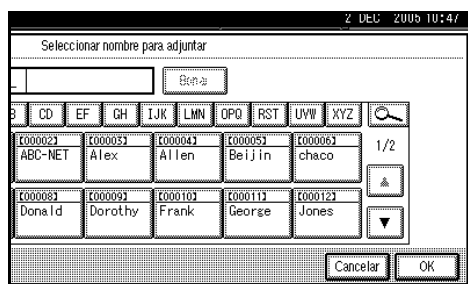 2 DEC 2005 10:47
Seleccionar nombre para adjuntar
CD EF GH IJK LMN OPQ RST UVW XYZ
[00002] [00003] [00004] [00005] [00006] 1/2
ABC-NET Alex Allen Beijin chaco
[00008] [00009] [00010] [00011] [00012]
Donald Dorothy Frank George Jones
Cancelar OK